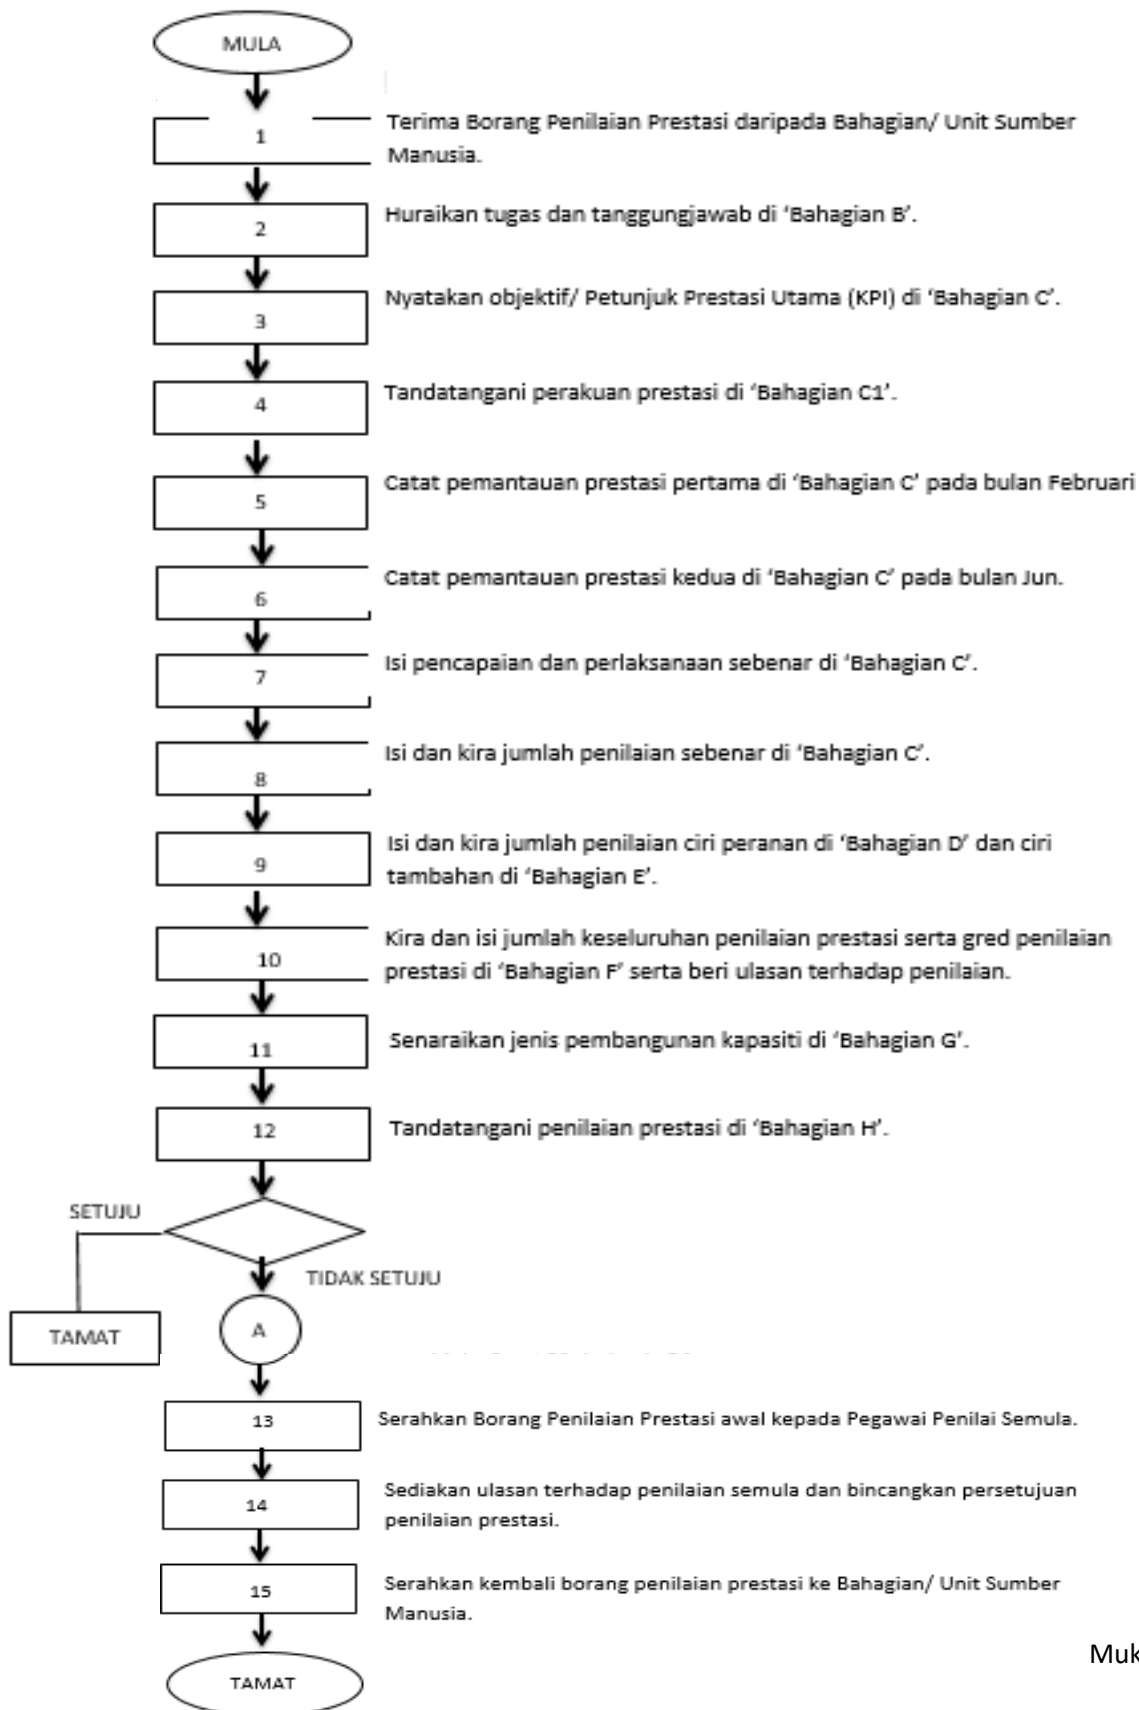 MULA
1
Terima Borang Penilaian Prestasi daripada Bahagian/ Unit Sumber
Manusia.
2
Huraikan tugas dan tanggungjawab di ‘Bahagian B’.
3
Nyatakan objektif/ Petunjuk Prestasi Utama (KPI) di ‘Bahagian C’.
4
Tandatangani perakuan prestasi di ‘Bahagian C1’.
5
Catat pemantauan prestasi pertama di ‘Bahagian C’ pada bulan Februari
6
Catat pemantauan prestasi kedua di ‘Bahagian C’ pada bulan Jun.
7
Isi pencapaian dan perlaksanaan sebenar di ‘Bahagian C’.
8
Isi dan kira jumlah penilaian sebenar di ‘Bahagian C’.
9
Isi dan kira jumlah penilaian ciri peranan di ‘Bahagian D’ dan ciri
tambahan di ‘Bahagian E’.
10
Kira dan isi jumlah keseluruhan penilaian prestasi serta gred penilaian
prestasi di ‘Bahagian F’ serta beri ulasan terhadap penilaian.
11
Senaraikan jenis pembangunan kapasiti di ‘Bahagian G’.
12
Tandatangani penilaian prestasi di ‘Bahagian H’.
SETUJU
TIDAK SETUJU
TAMAT
A
13
Serahkan Borang Penilaian Prestasi awal kepada Pegawai Penilai Semula.
14
Sediakan ulasan terhadap penilaian semula dan bincangkan persetujuan
penilaian prestasi.
15
Serahkan kembali borang penilaian prestasi ke Bahagian/ Unit Sumber
Manusia.
Muk
TAMAT